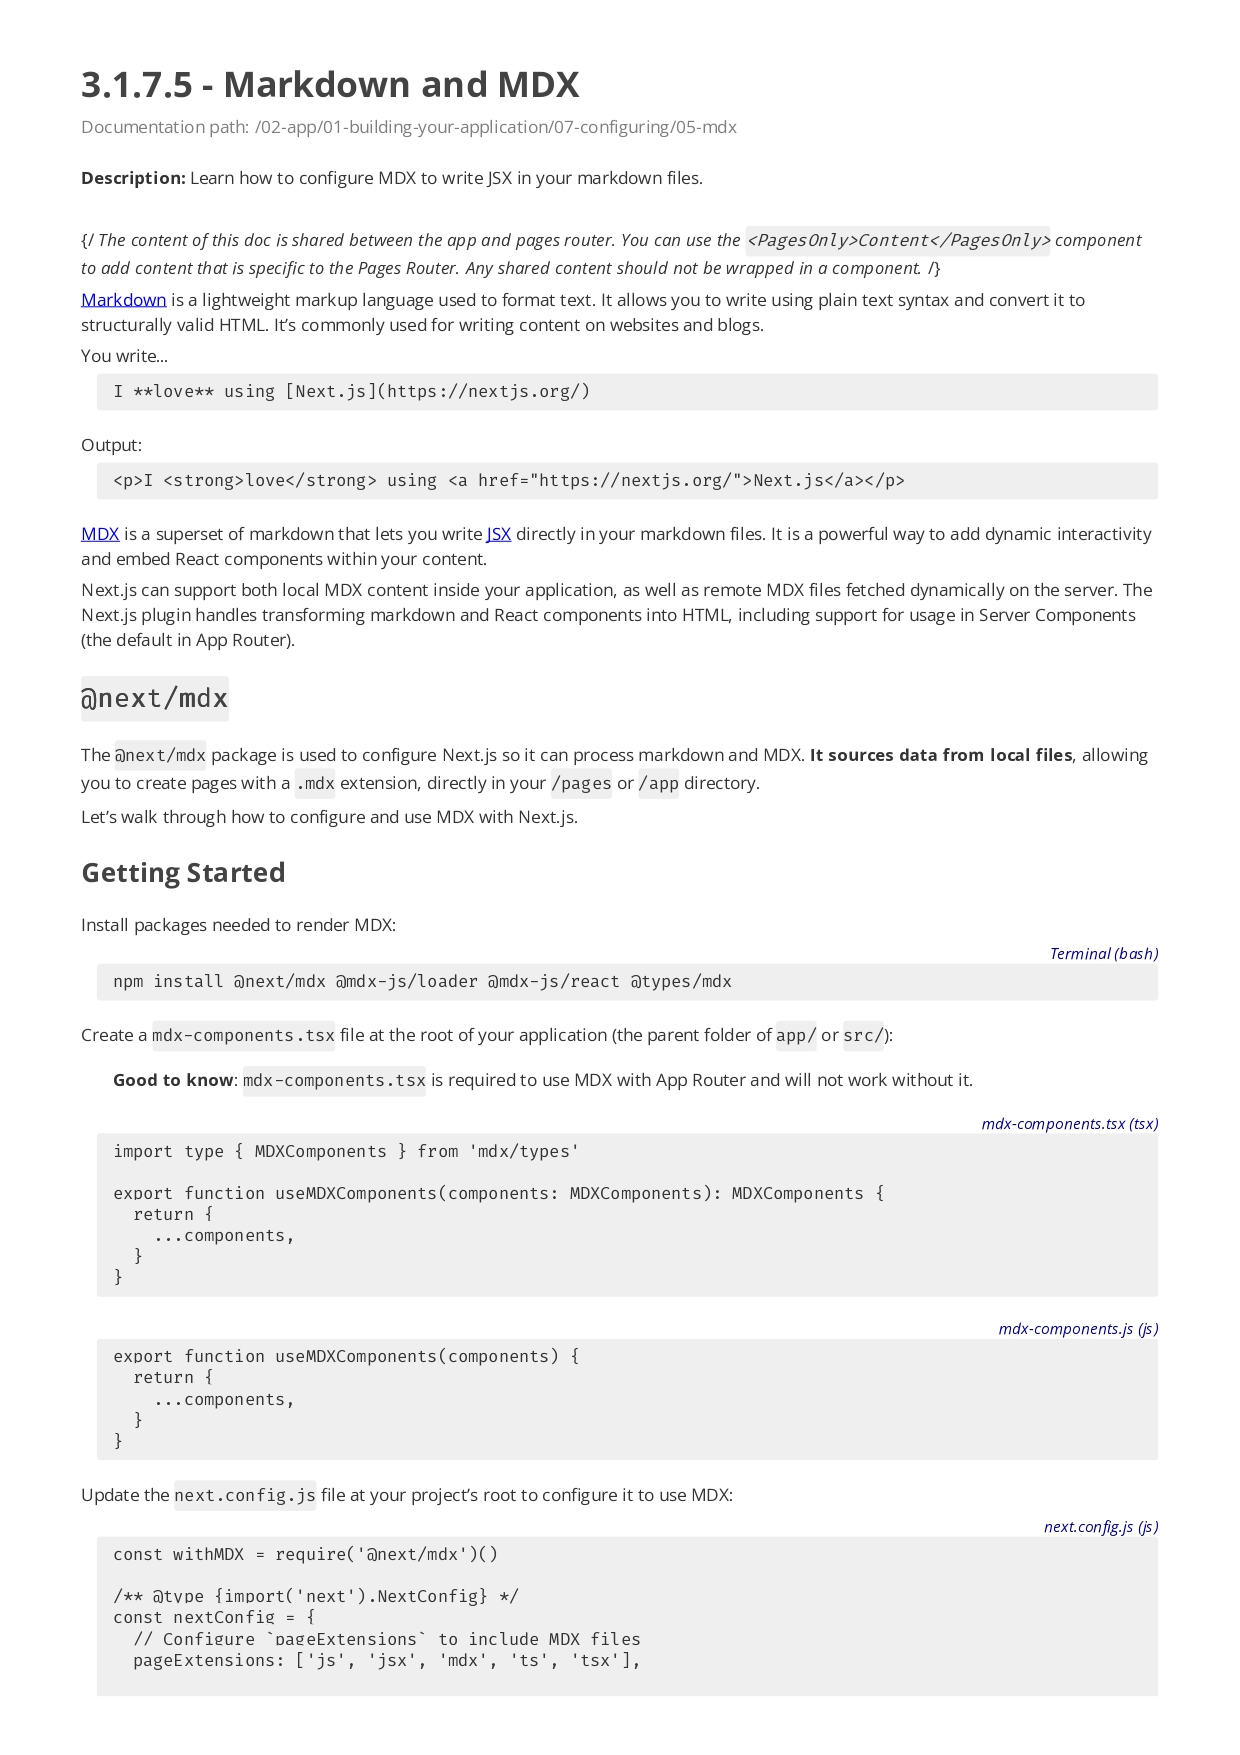 3.1.7.5 - Markdown and MDX
Documentation path: /02-app/01-building-your-application/07-configuring/05-mdx
Description: Learn how to configure MDX to write JSX in your markdown files.
{/ The content of this doc is shared between the app and pages router. You can use the <PagesOnly>Content</PagesOnly> component
to add content that is specific to the Pages Router. Any shared content should not be wrapped in a component. /}
Markdown is a lightweight markup language used to format text. It allows you to write using plain text syntax and convert it to
structurally valid HTML. It’s commonly used for writing content on websites and blogs.
You write…
I **love** using [Next.js](https://nextjs.org/)
Output:
<p>I <strong>love</strong> using <a href="https://nextjs.org/">Next.js</a></p>
MDX is a superset of markdown that lets you write JSX directly in your markdown files. It is a powerful way to add dynamic interactivity
and embed React components within your content.
Next.js can support both local MDX content inside your application, as well as remote MDX files fetched dynamically on the server. The
Next.js plugin handles transforming markdown and React components into HTML, including support for usage in Server Components
(the default in App Router).
@next/mdx
The @next/mdx package is used to configure Next.js so it can process markdown and MDX. It sources data from local files, allowing
you to create pages with a .mdx extension, directly in your /pages or /app directory.
Let’s walk through how to configure and use MDX with Next.js.
Getting Started
Install packages needed to render MDX:
Terminal (bash)
npm install @next/mdx @mdx-js/loader @mdx-js/react @types/mdx
Create a mdx-components.tsx file at the root of your application (the parent folder of app/ or src/):
Good to know: mdx-components.tsx is required to use MDX with App Router and will not work without it.
mdx-components.tsx (tsx)
import type { MDXComponents } from 'mdx/types'
export function useMDXComponents(components: MDXComponents): MDXComponents {
  return {
    ...components,
  }
}
mdx-components.js (js)
export function useMDXComponents(components) {
  return {
    ...components,
  }
}
Update the next.config.js file at your project’s root to configure it to use MDX:
next.config.js (js)
const withMDX = require('@next/mdx')()
/** @type {import('next').NextConfig} */
const nextConfig = {
  // Configure `pageExtensions` to include MDX files
  pageExtensions: ['js', 'jsx', 'mdx', 'ts', 'tsx'],